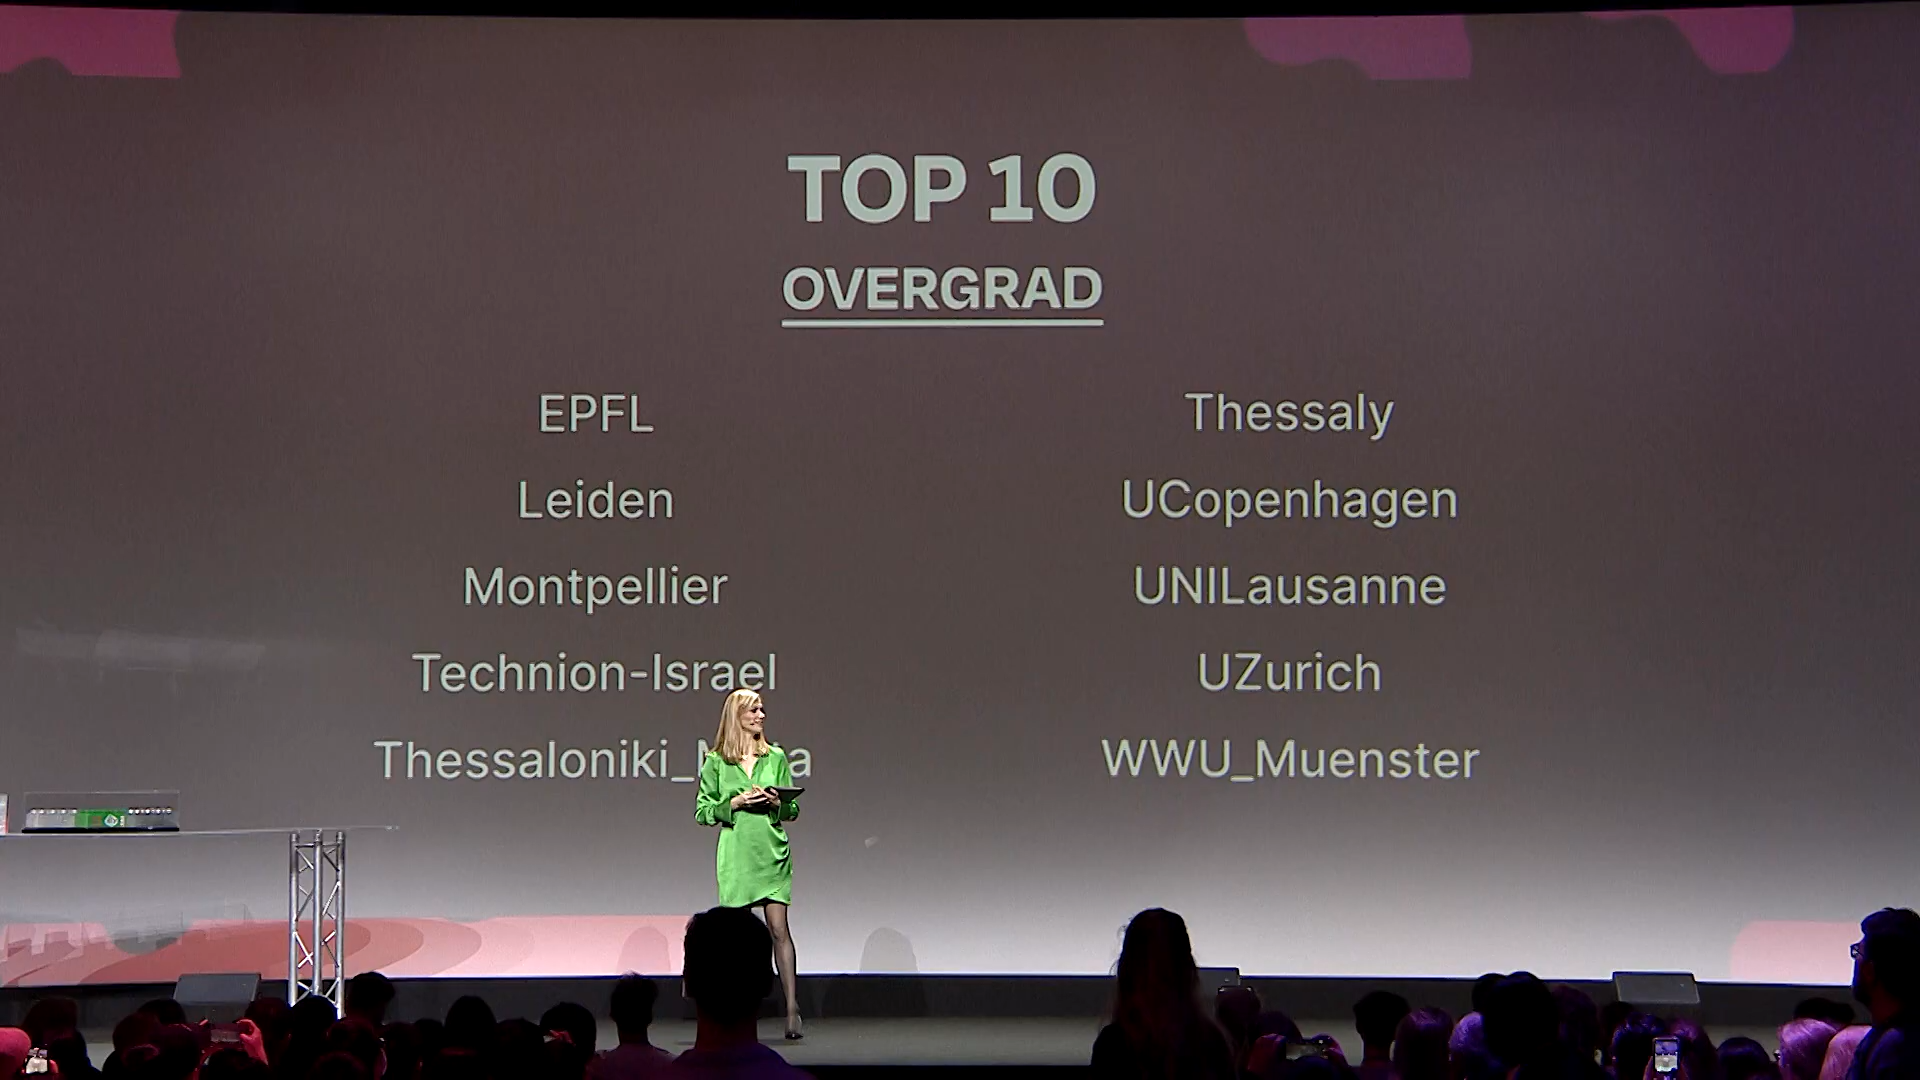 TOP 10
OVERGRAD
EPFL
Leiden
Montpellier
Technion-Israel
Thessaly
UCopenhagen
UNILausanne
UZurich
WWU_Muenster